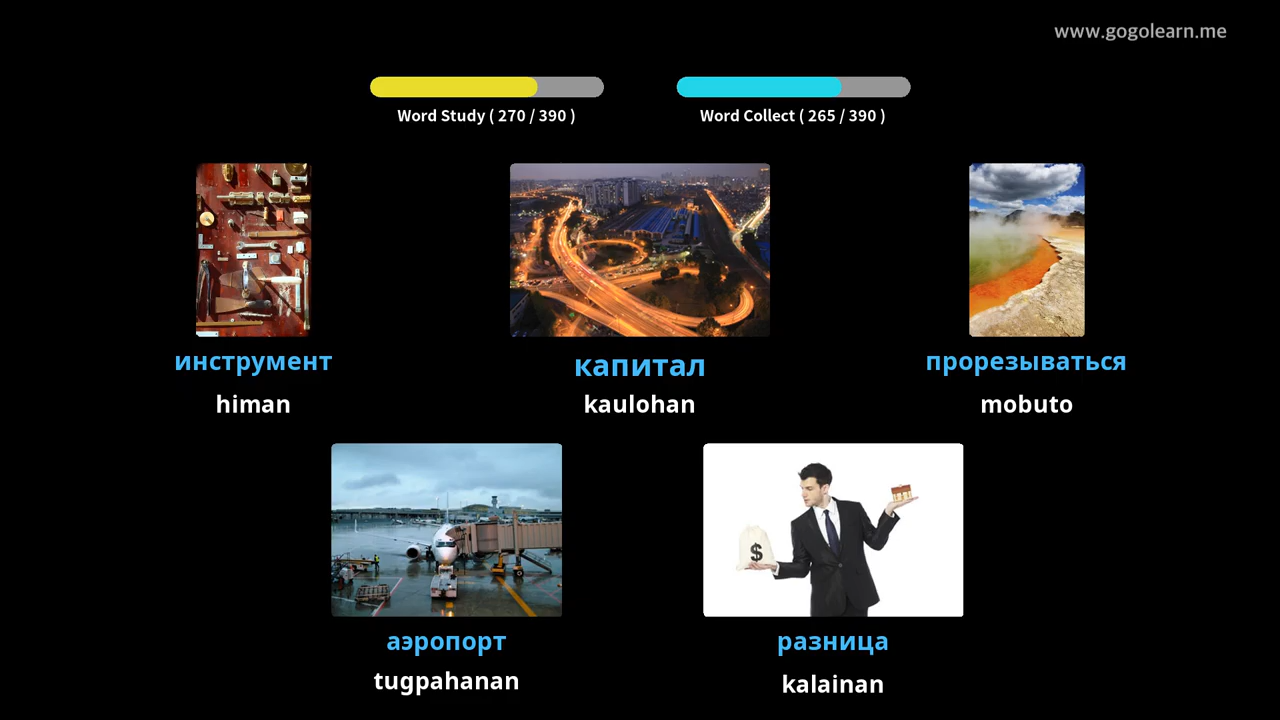 www.gogolearn.me
Word Study ( 270 / 390 )
Word Collect ( 265 / 390 )
инструмент
himan
капитал
kaulohan
прорезываться
mobuto
аэропорт
tugpahanan
разница
kalainan
$